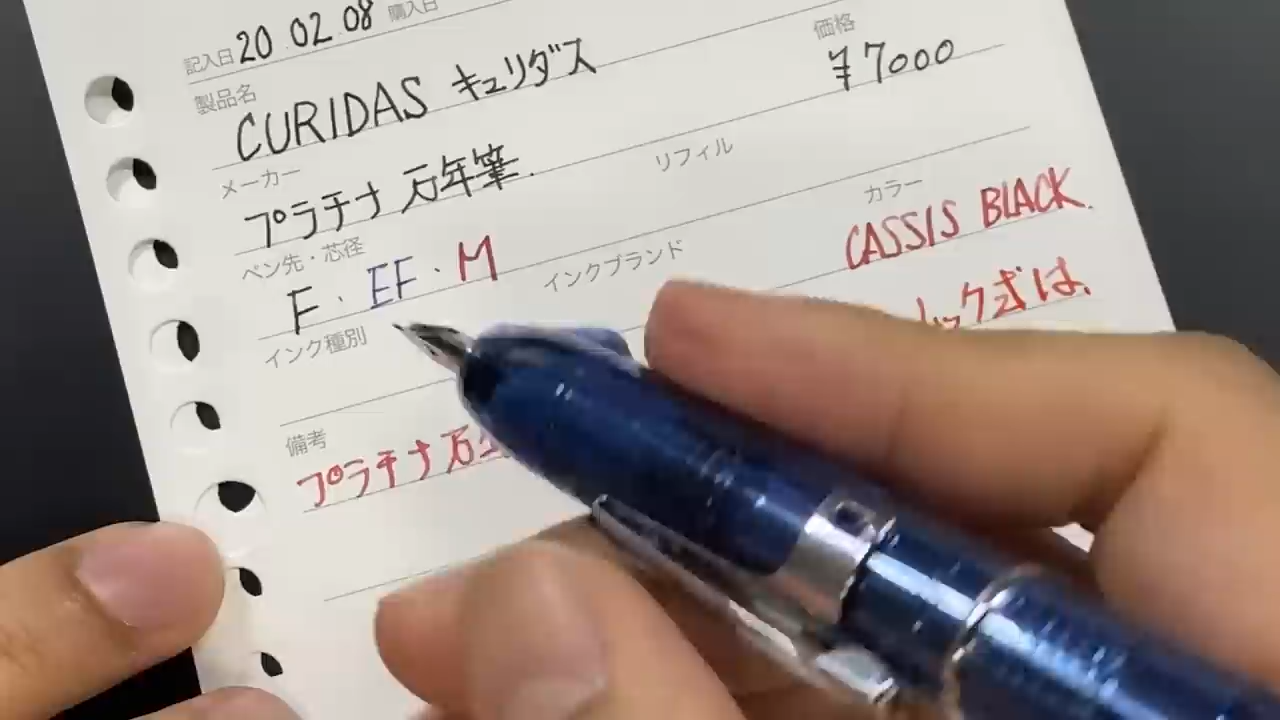 記入日 20.02.08 購入日
製品名 CURIDAS キュリダス 価格 ¥7000
メーカー プラチナ 万年筆. リフィル
ペン先・芯径 F・EF・M インクブランド カラー CASSIS BLACK.
インク種別 ック式は、
備考
プラチナ 万